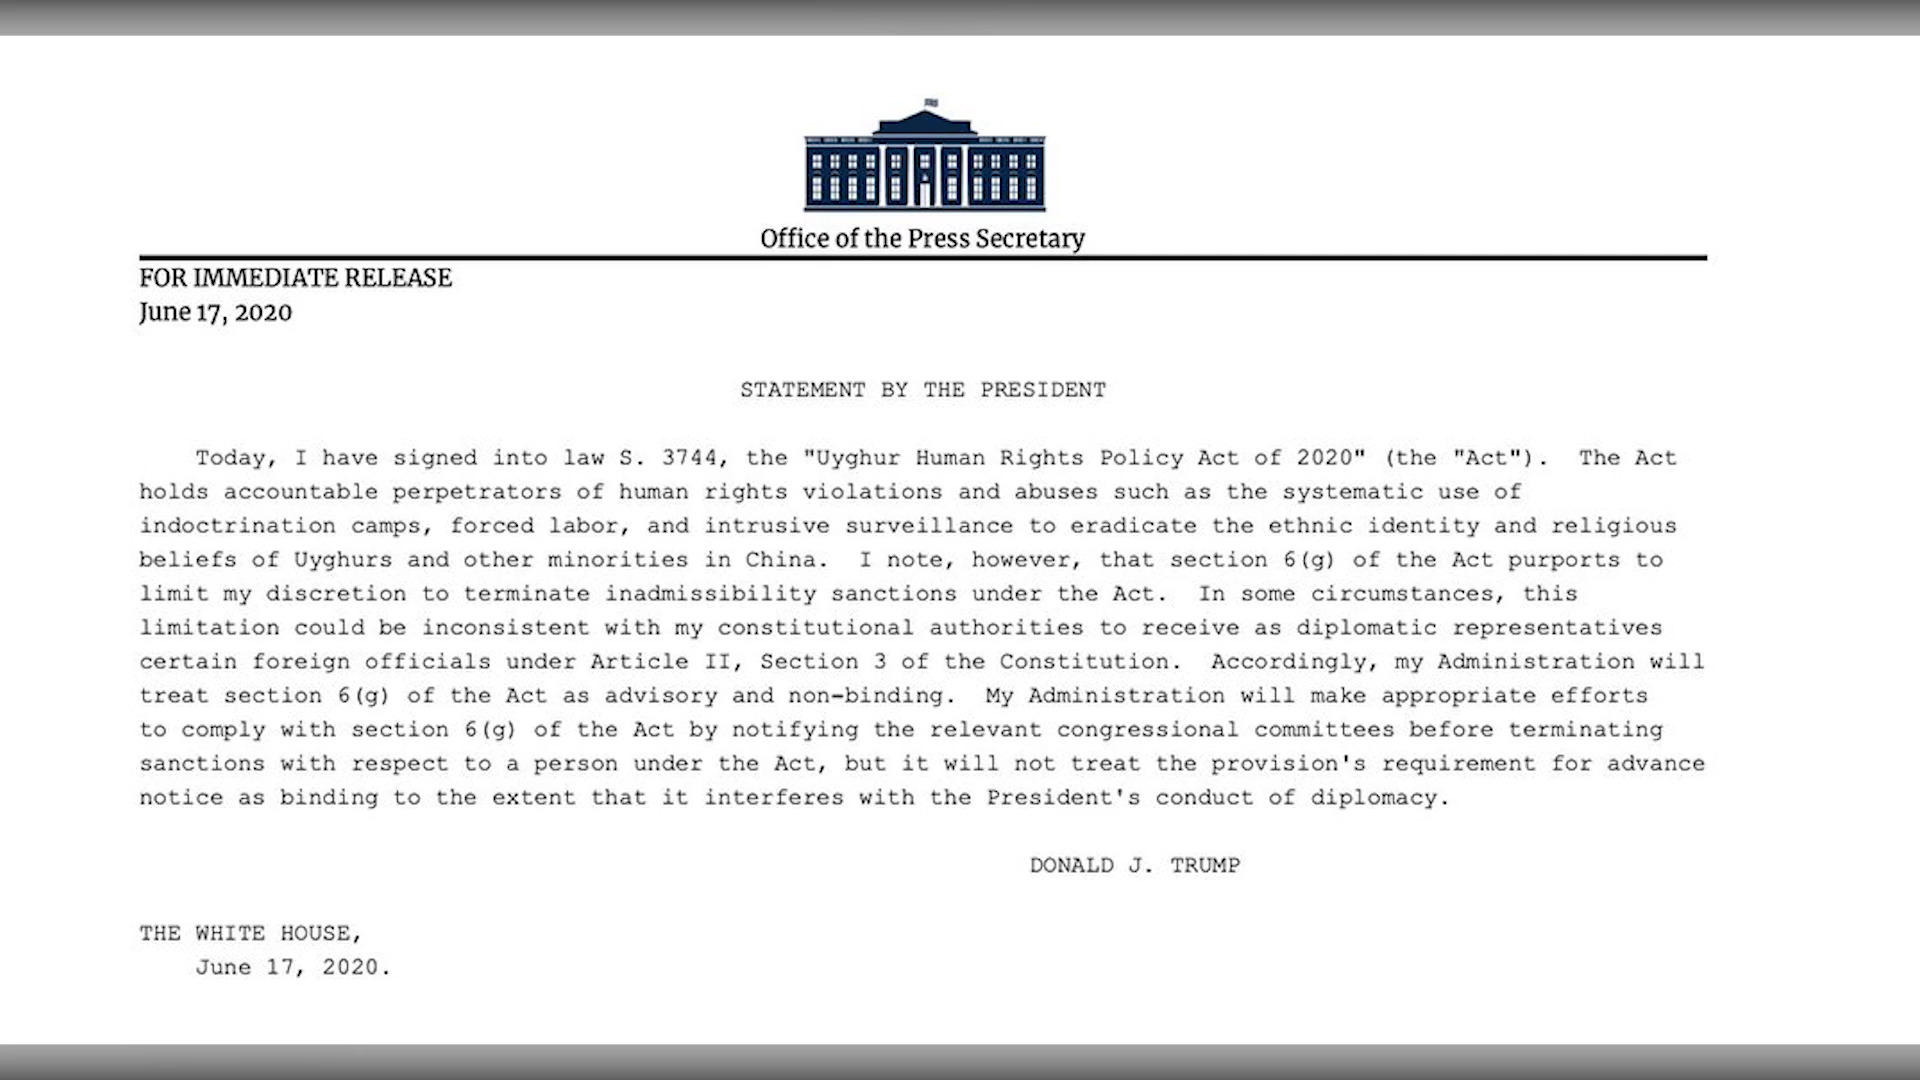 Office of the Press Secretary
FOR IMMEDIATE RELEASE
June 17, 2020
STATEMENT BY THE PRESIDENT
Today, I have signed into law S. 3744, the "Uyghur Human Rights Policy Act of 2020" (the "Act"). The Act
holds accountable perpetrators of human rights violations and abuses such as the systematic use of
indoctrination camps, forced labor, and intrusive surveillance to eradicate the ethnic identity and religious
beliefs of Uyghurs and other minorities in China. I note, however, that section 6(g) of the Act purports to
limit my discretion to terminate inadmissibility sanctions under the Act. In some circumstances, this
limitation could be inconsistent with my constitutional authorities to receive as diplomatic representatives
certain foreign officials under Article II, Section 3 of the Constitution. Accordingly, my Administration will
treat section 6(g) of the Act as advisory and non-binding. My Administration will make appropriate efforts
to comply with section 6(g) of the Act by notifying the relevant congressional committees before terminating
sanctions with respect to a person under the Act, but it will not treat the provision's requirement for advance
notice as binding to the extent that it interferes with the President's conduct of diplomacy.
DONALD J. TRUMP
THE WHITE HOUSE,
June 17, 2020.